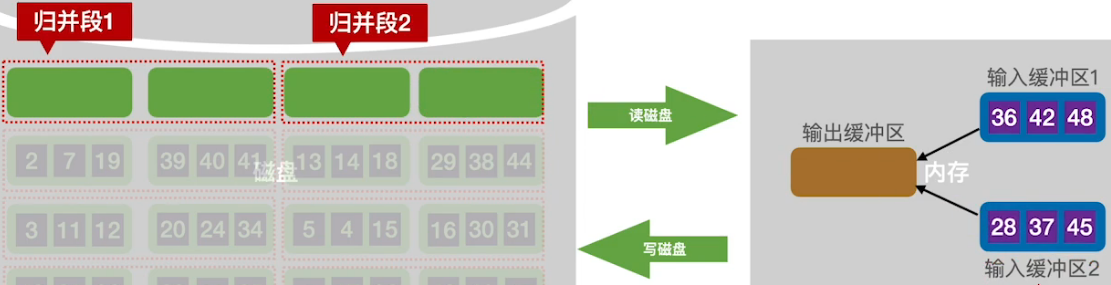 归并段1 归并段2
2 7 19 39 40 41 13 14 18 29 38 44
磁盘
3 11 12 20 24 34 5 4 15 16 30 31
读磁盘
写磁盘
输入缓冲区1
36 42 48
输出缓冲区
内存
28 37 45
输入缓冲区2